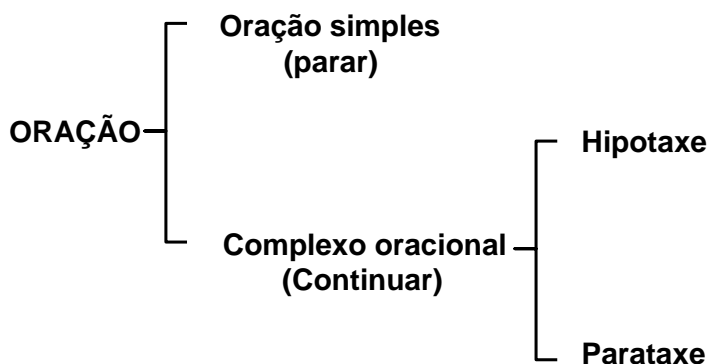 Oração simples
(parar)
ORAÇÃO
Hipotaxe
Complexo oracional
(Continuar)
Parataxe